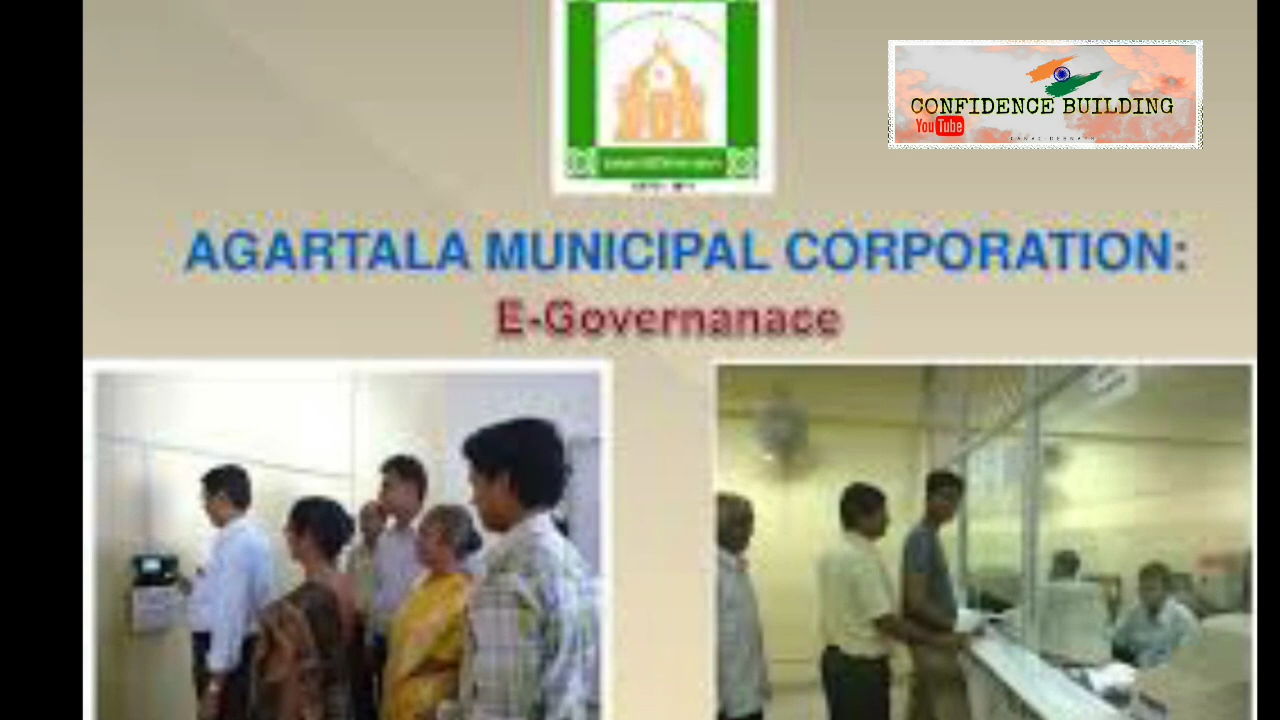 CONFIDENCE BUILDING
YouTube
AGARTALA MUNICIPAL CORPORATION:
E-Governanace